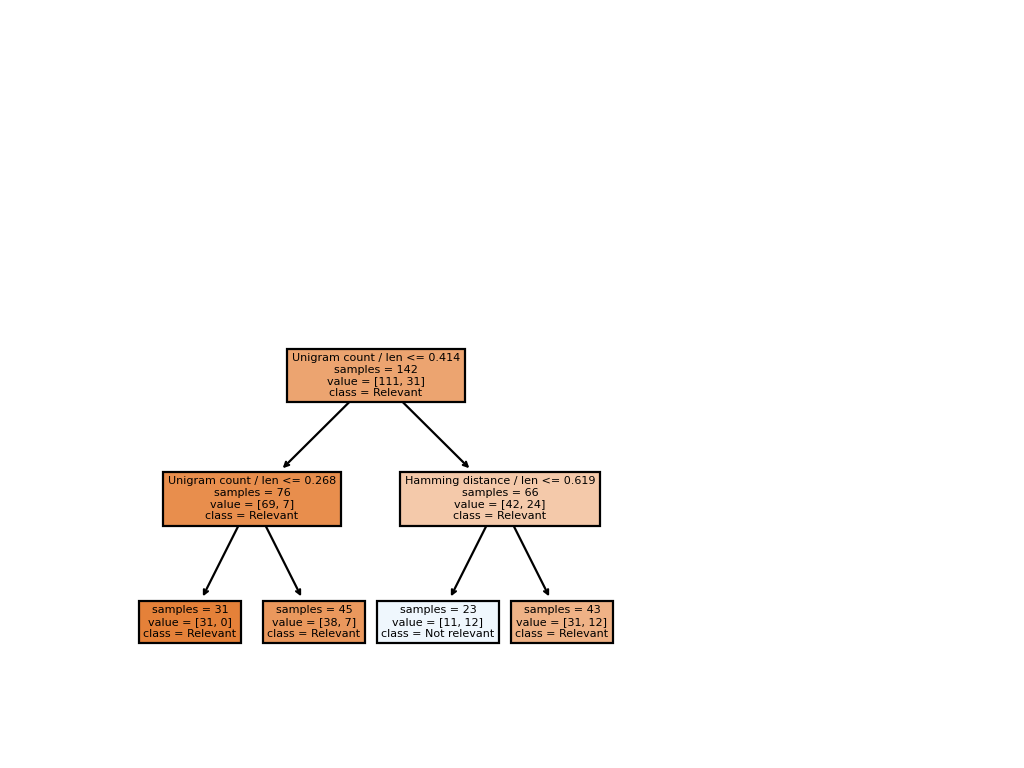 Unigram count / len <= 0.414
samples = 142
value = [111, 31]
class = Relevant
Unigram count / len <= 0.268
samples = 76
value = [69, 7]
class = Relevant
Hamming distance / len <= 0.619
samples = 66
value = [42, 24]
class = Relevant
samples = 31
value = [31, 0]
class = Relevant
samples = 45
value = [38, 7]
class = Relevant
samples = 23
value = [11, 12]
class = Not relevant
samples = 43
value = [31, 12]
class = Relevant